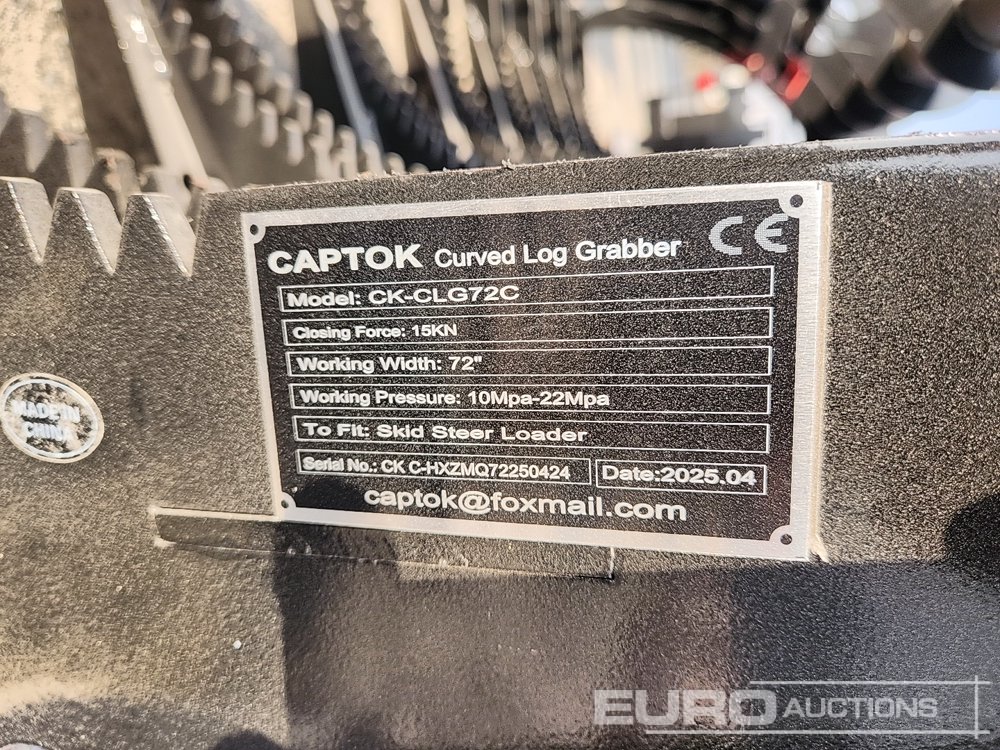 CAPTOK Curved Log Grabber CE
Model: CK-CLG72C
Closing Force: 15KN
Working Width: 72"
Working Pressure: 10Mpa-22Mpa
To Fit: Skid Steer Loader
Serial No.: CK C-HXZMQ72250424 Date:2025.04
captok@foxmail.com
MADE IN
CHINA
EURO AUCTIONS